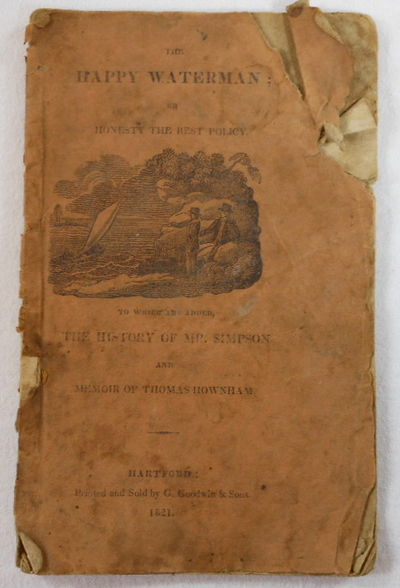 THE
HAPPY WATERMAN;
OR
HONESTY THE BEST POLICY.
TO WHICH ARE ADDED,
THE HISTORY OF MR. SIMPSON
AND
MEMOIR OF THOMAS HOWNHAM.
HARTFORD:
Printed and Sold by G. Goodwin & Sons.
1821.